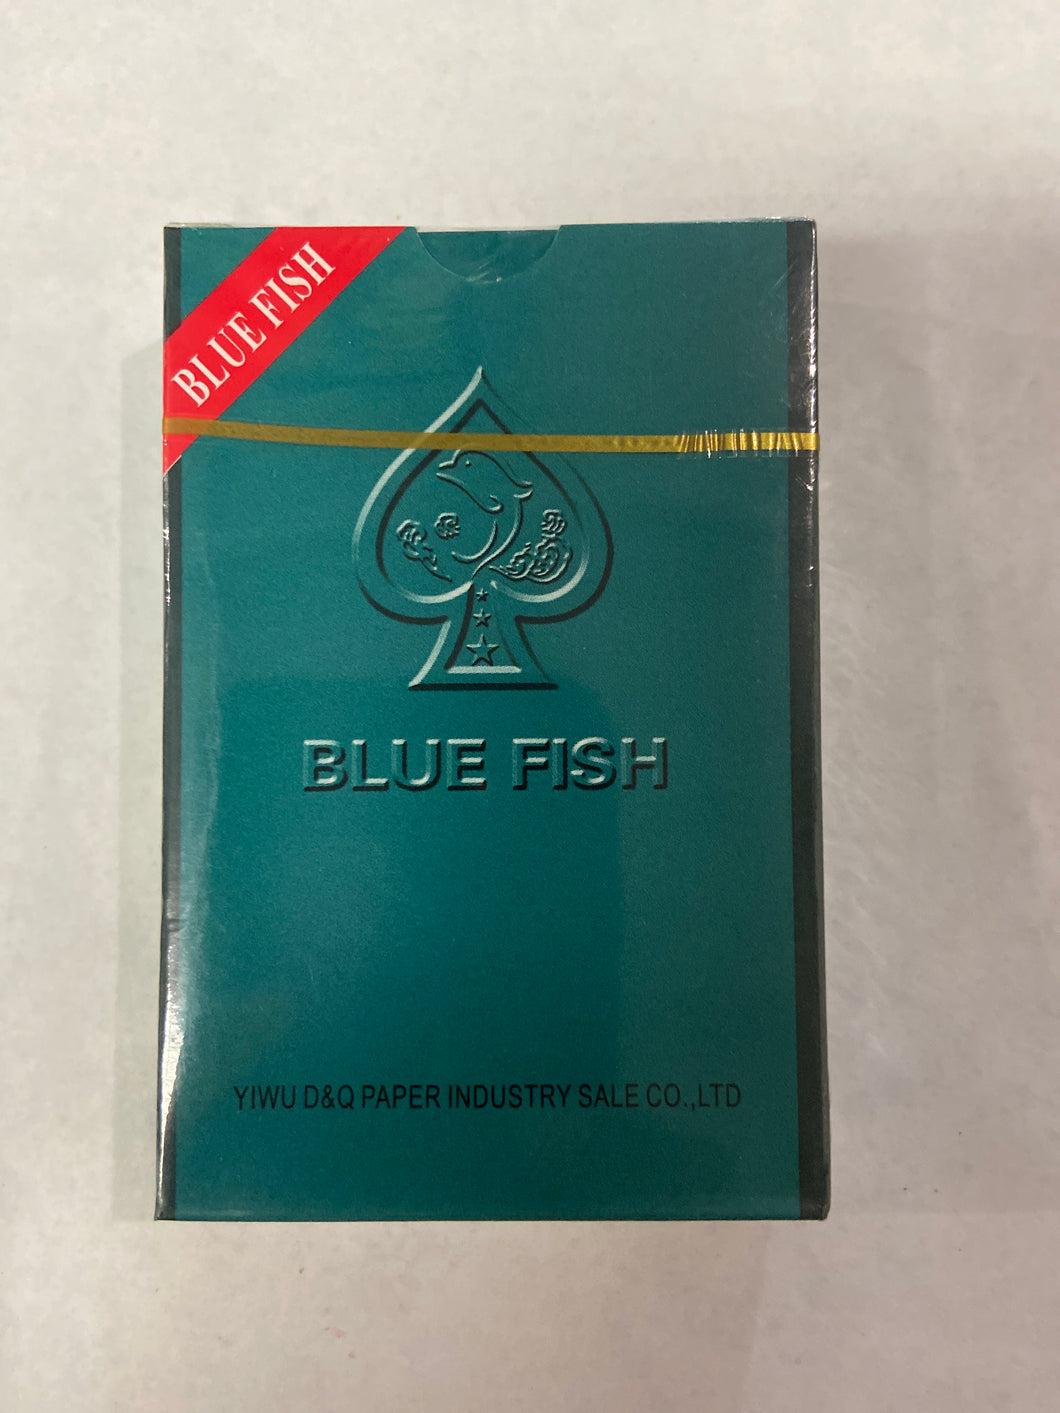 BLUE FISH
BLUE FISH
YIWU D&Q PAPER INDUSTRY SALE CO.,LTD